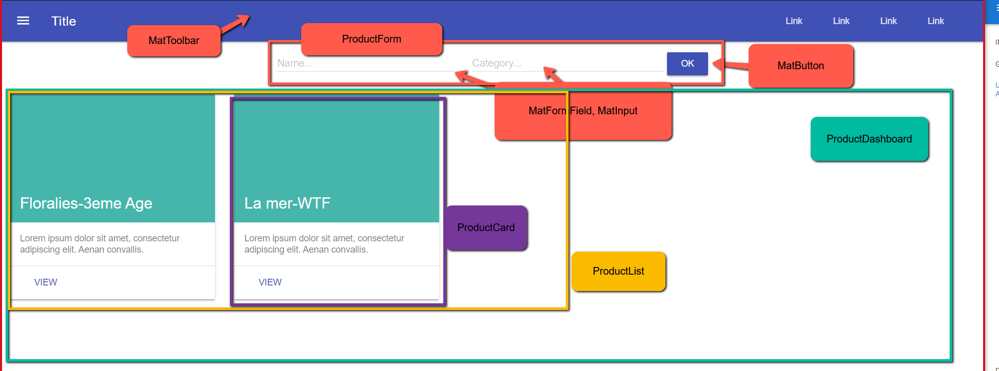 Title
Link
Link
Link
Link
MatToolbar
ProductForm
Name...
Category...
OK
MatButton
MatFormField, MatInput
ProductDashboard
Floralies-3eme Age
La mer-WTF
ProductCard
Lorem ipsum dolor sit amet, consectetur
adipiscing elit. Aenan convallis.
Lorem ipsum dolor sit amet, consectetur
adipiscing elit. Aenan convallis.
ProductList
VIEW
VIEW